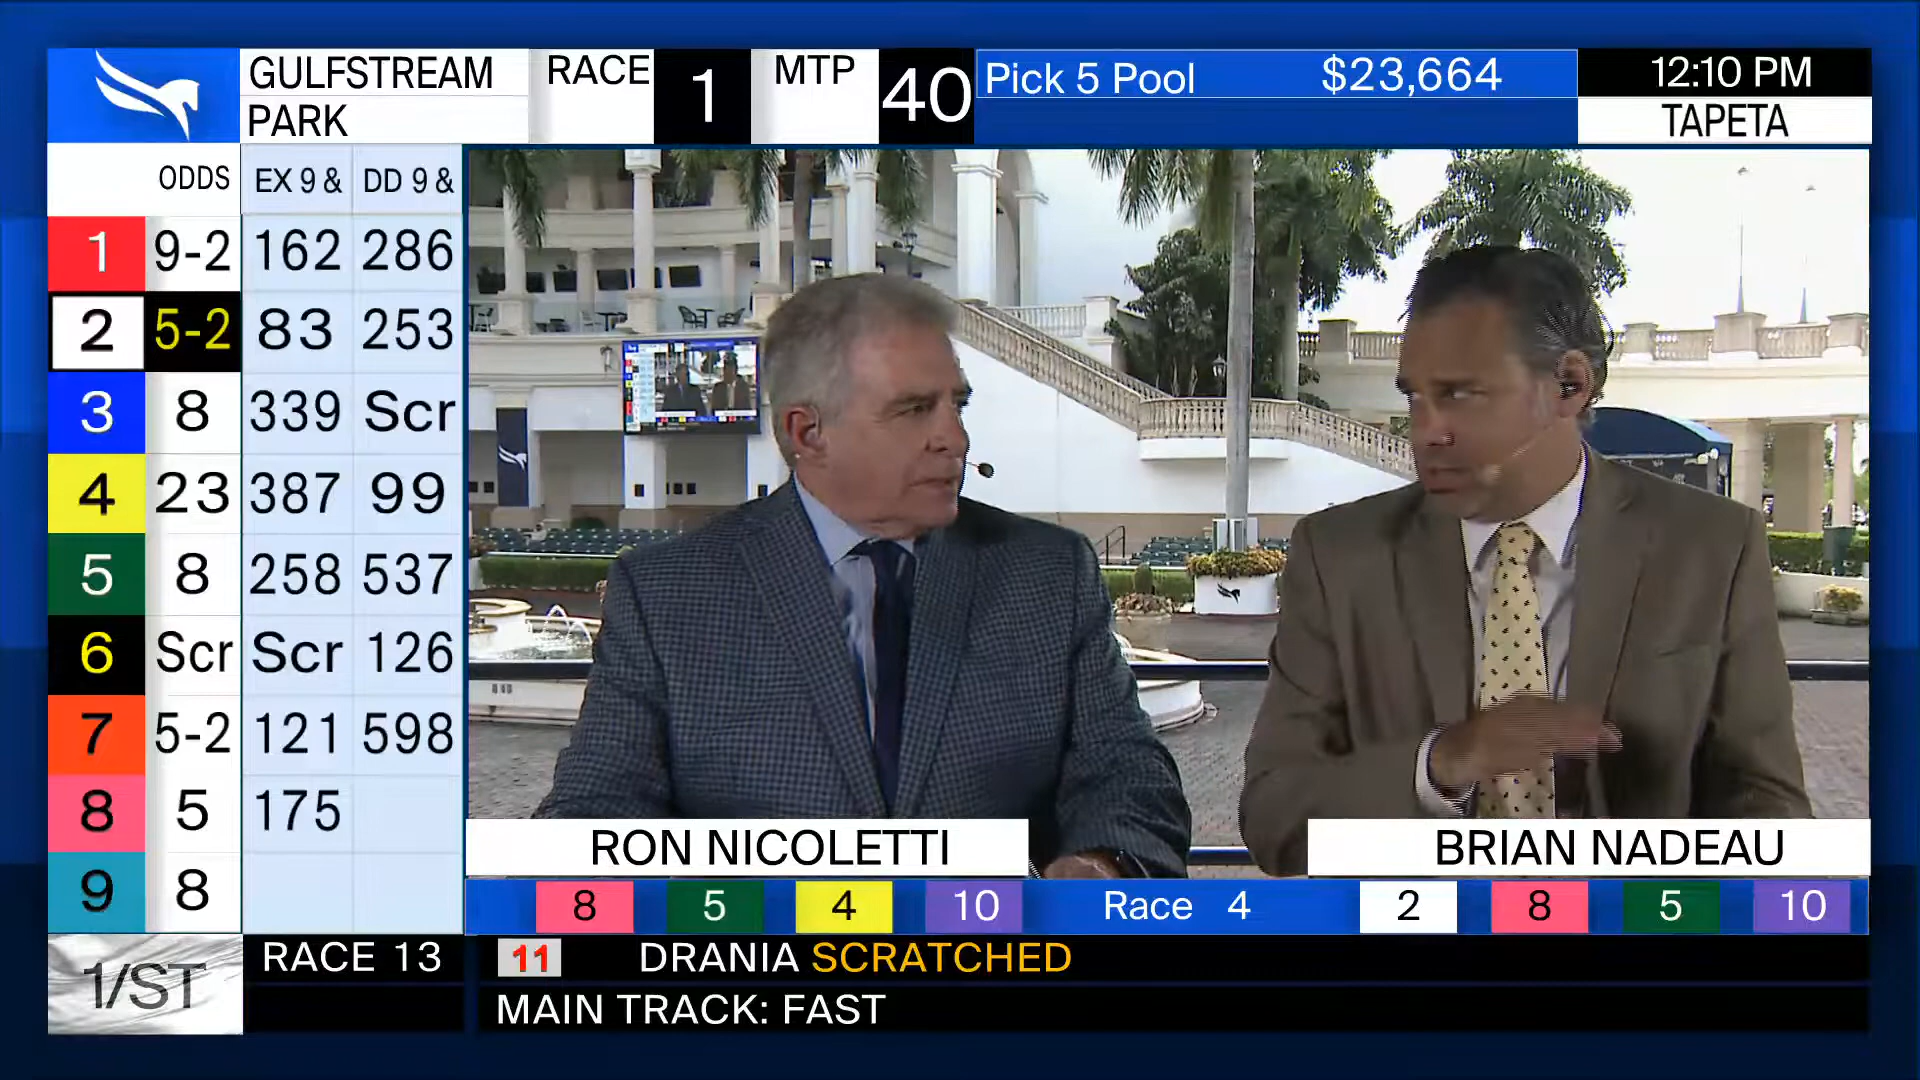 GULFSTREAM PARK
RACE 1 MTP 40
Pick 5 Pool $23,664
12:10 PM
TAPETA
ODDS EX 9 & DD 9 &
1 9-2 162 286
2 5-2 83 253
3 8 339 Scr
4 23 387 99
5 8 258 537
6 Scr Scr 126
7 5-2 121 598
8 5 175
9 8
RON NICOLETTI
BRIAN NADEAU
8 5 4 10 Race 4 2 8 5 10
1/ST
RACE 13 11 DRANIA SCRATCHED
MAIN TRACK: FAST